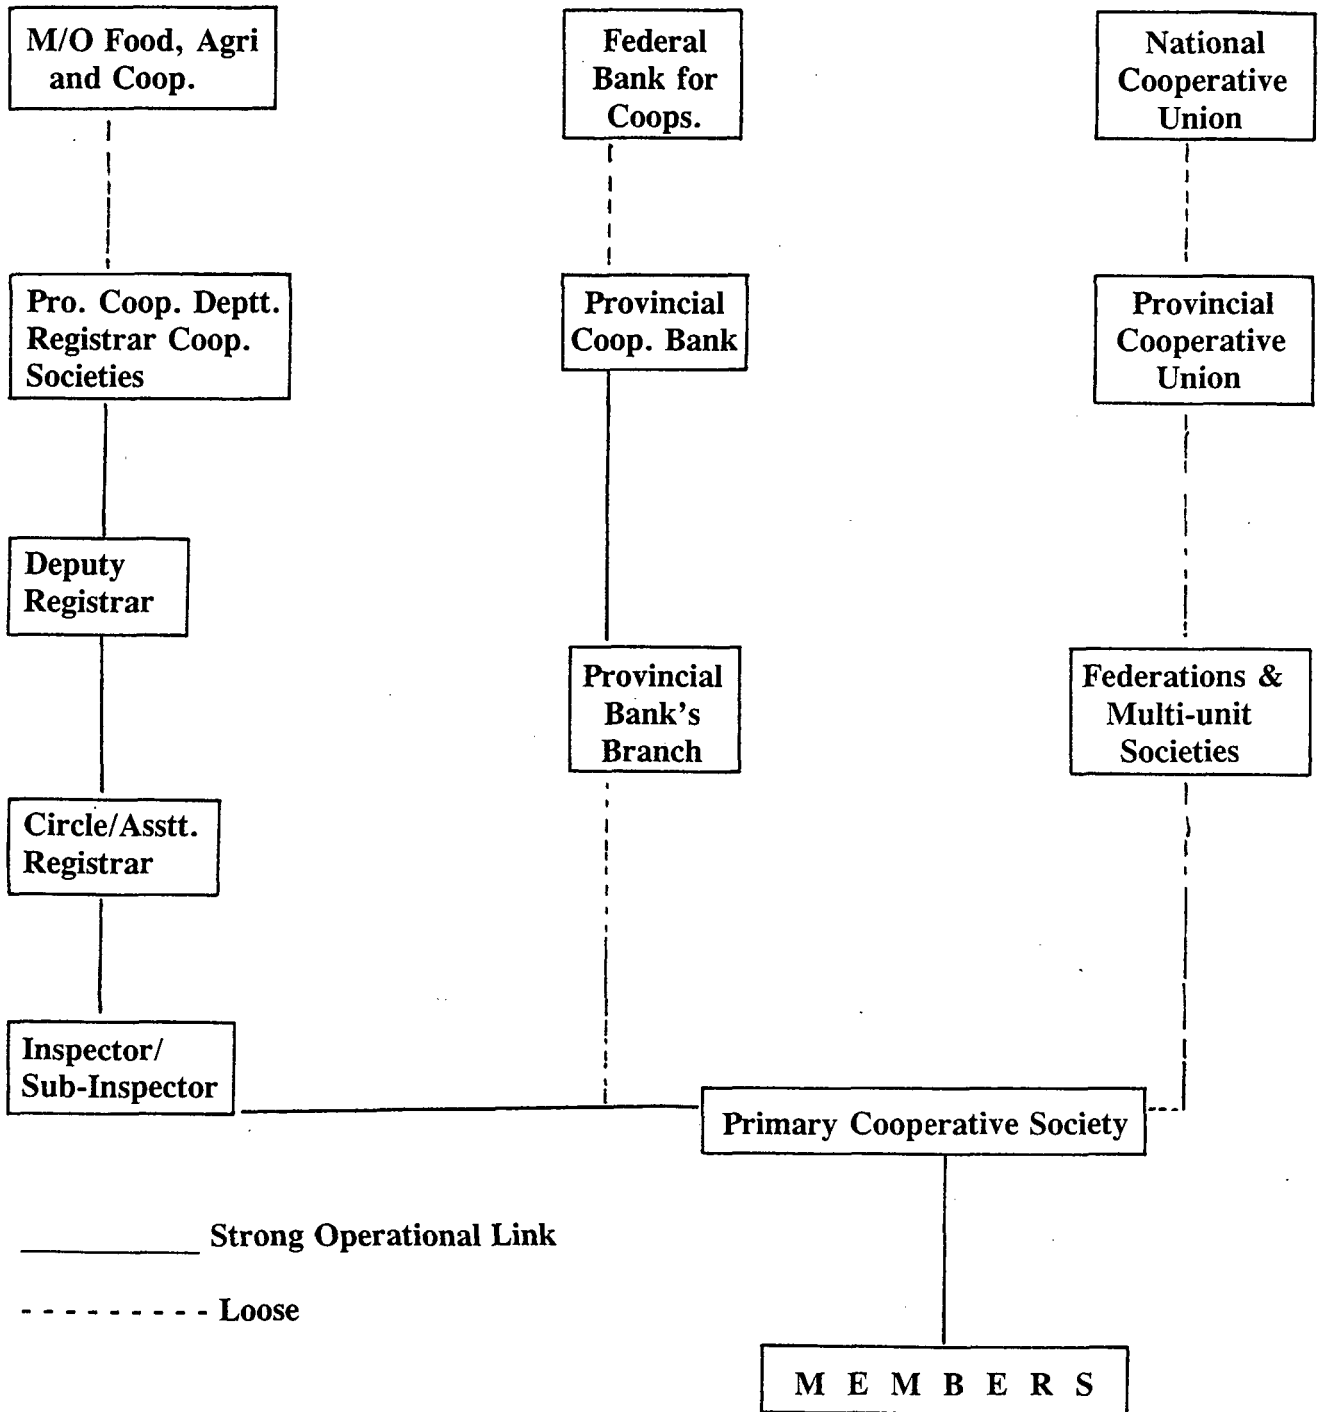 M/O Food, Agri
and Coop.
Federal
Bank for
Coops.
National
Cooperative
Union
Pro. Coop. Deptt.
Registrar Coop.
Societies
Provincial
Coop. Bank
Provincial
Cooperative
Union
Deputy
Registrar
Provincial
Bank's
Branch
Federations &
Multi-unit
Societies
Circle/Asstt.
Registrar
Inspector/
Sub-Inspector
Primary Cooperative Society
Strong Operational Link
Loose
M E M B E R S